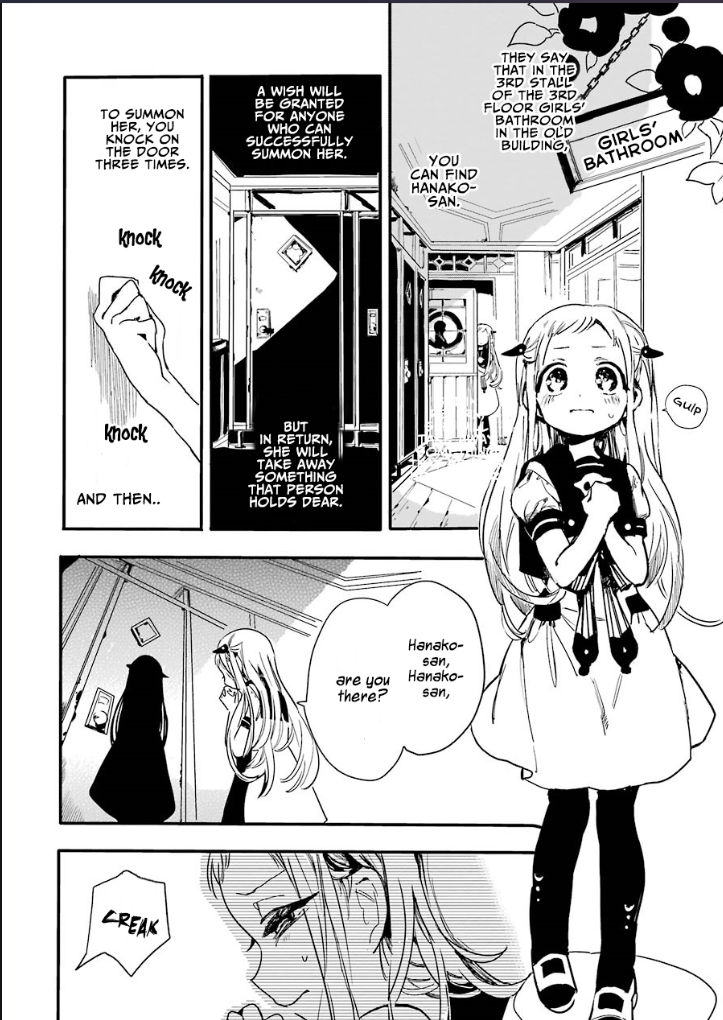 THEY SAY
THAT IN THE
3RD STALL
OF THE 3RD
FLOOR GIRLS'
BATHROOM
IN THE OLD
BUILDING,
GIRLS'
BATHROOM
YOU
CAN FIND
HANAKO-
SAN.
Gulp
A WISH WILL
BE GRANTED
FOR ANYONE
WHO CAN
SUCCESSFULLY
SUMMON HER.
BUT
IN RETURN,
SHE WILL
TAKE AWAY
SOMETHING
THAT PERSON
HOLDS DEAR.
TO SUMMON
HER, YOU
KNOCK ON
THE DOOR
THREE TIMES.
knock
knock
knock
AND THEN..
Hanako-
san,
Hanako-
san,
are you
there?
CREAK